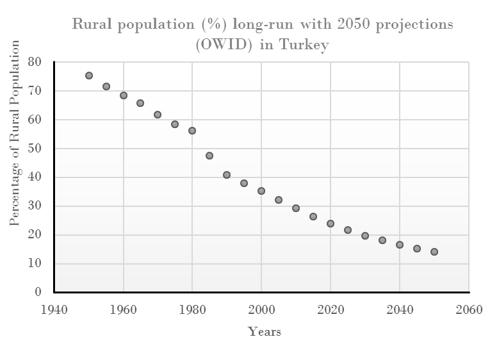 Rural population (%) long-run with 2050 projections
(OWID) in Turkey
Percentage of Rural Population
80
70
60
50
40
30
20
10
0
1940 1960 1980 2000 2020 2040 2060
Years